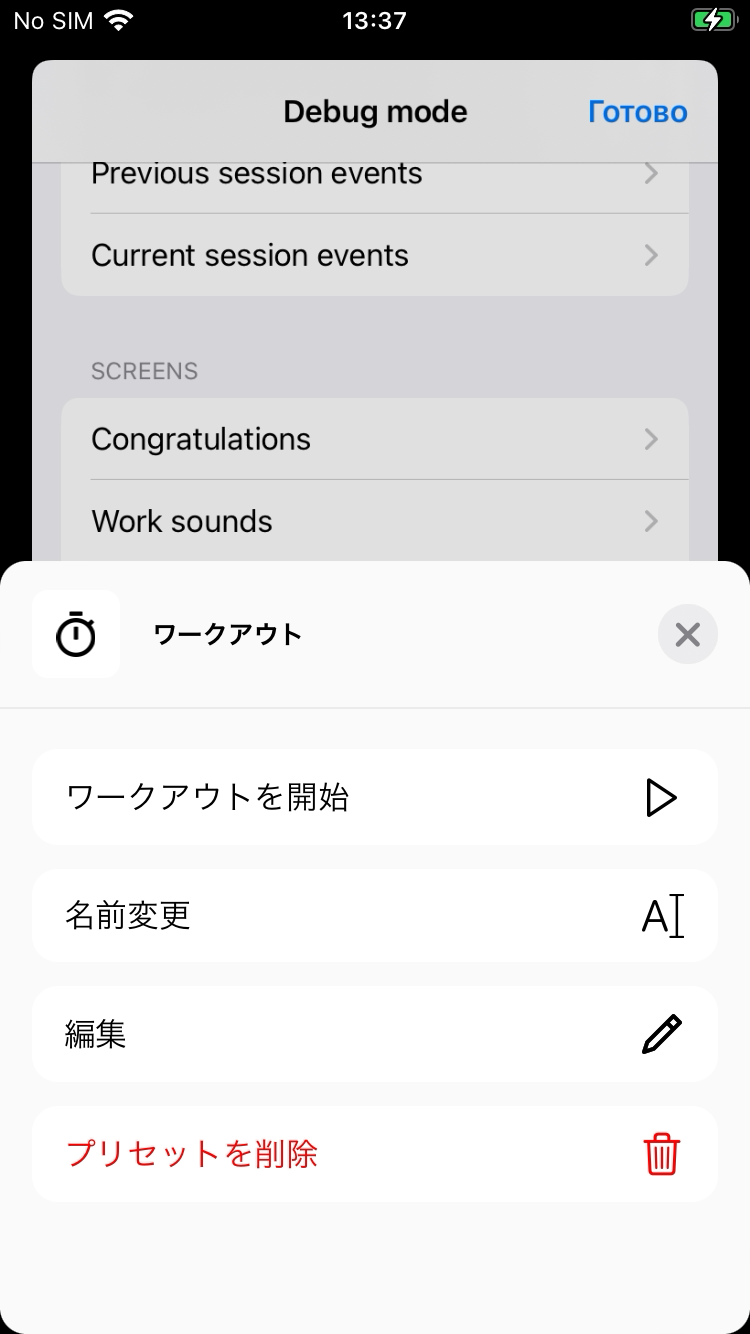 No SIM 13:37
Debug mode Готово
Previous session events
Current session events
SCREENS
Congratulations
Work sounds
ワークアウト
ワークアウトを開始
名前変更
編集
プリセットを削除